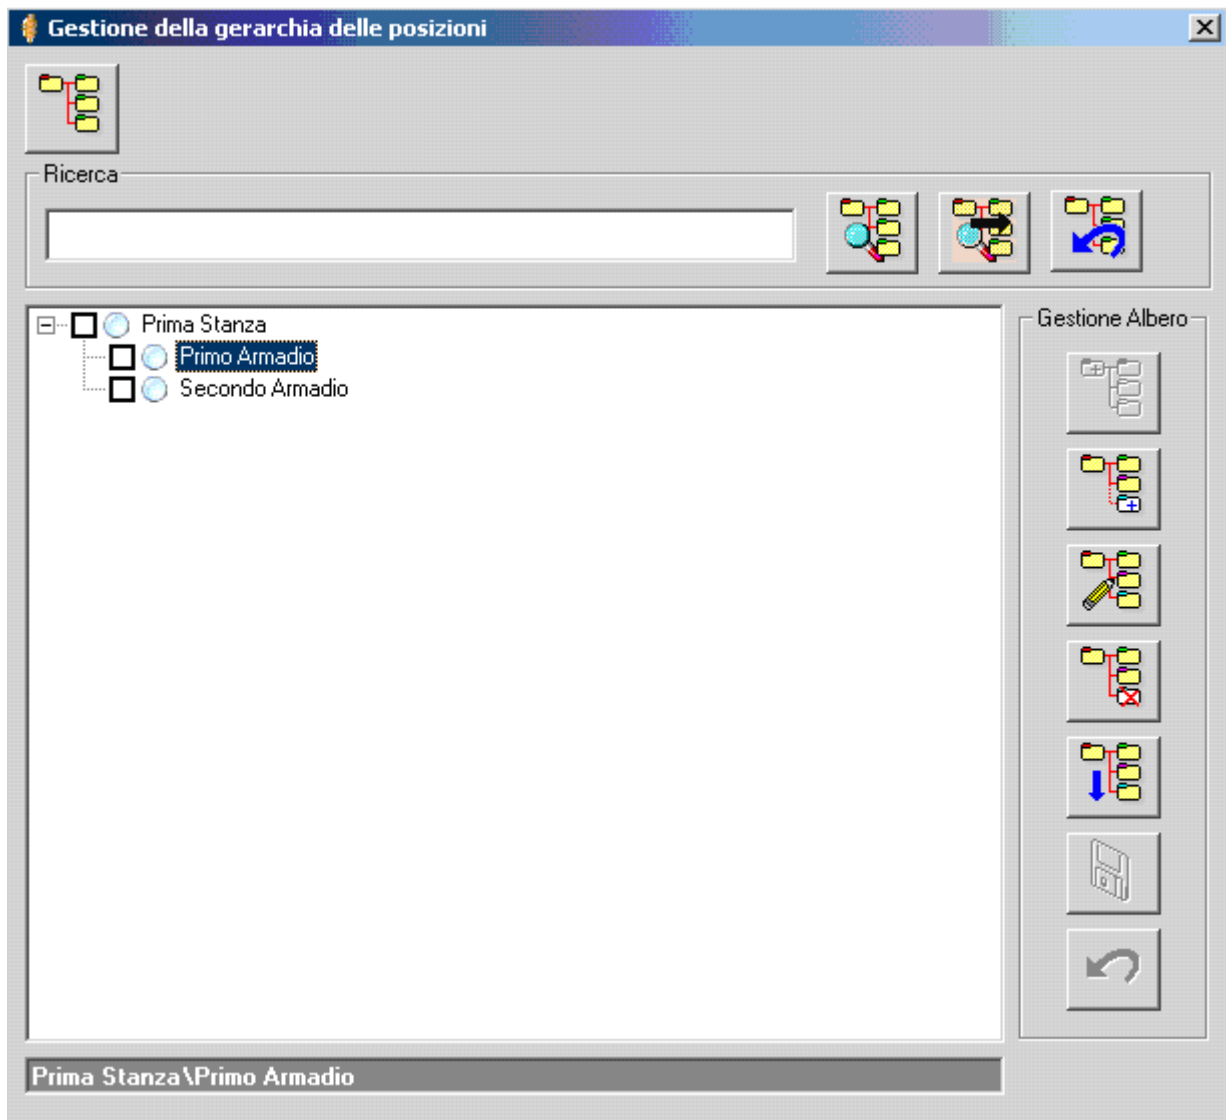 Gestione della gerarchia delle posizioni
Ricerca
Prima Stanza
Gestione Albero
Primo Armadio
Secondo Armadio
Prima Stanza\Primo Armadio